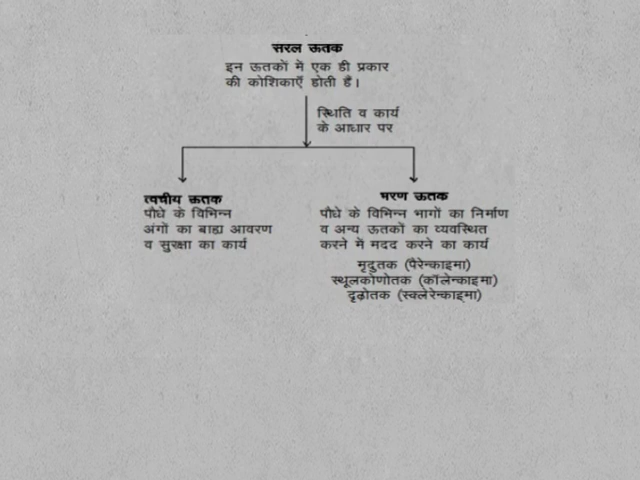 सरल ऊतक
इन ऊतकों में एक ही प्रकार
की कोशिकाएँ होती हैं।
स्थिति व कार्य
के आधार पर
त्वचीय ऊतक
पौधे के विभिन्न
अंगों का बाह्य आवरण
व सुरक्षा का कार्य
भरण ऊतक
पौधे के विभिन्न भागों का निर्माण
व अन्य ऊतकों का व्यवस्थित
करने में मदद करने का कार्य
मृदुतक (पैरेन्काइमा)
स्थूलकोणोतक (कॉलेन्काइमा)
दृढ़ोतक (स्क्लेरेन्काइमा)